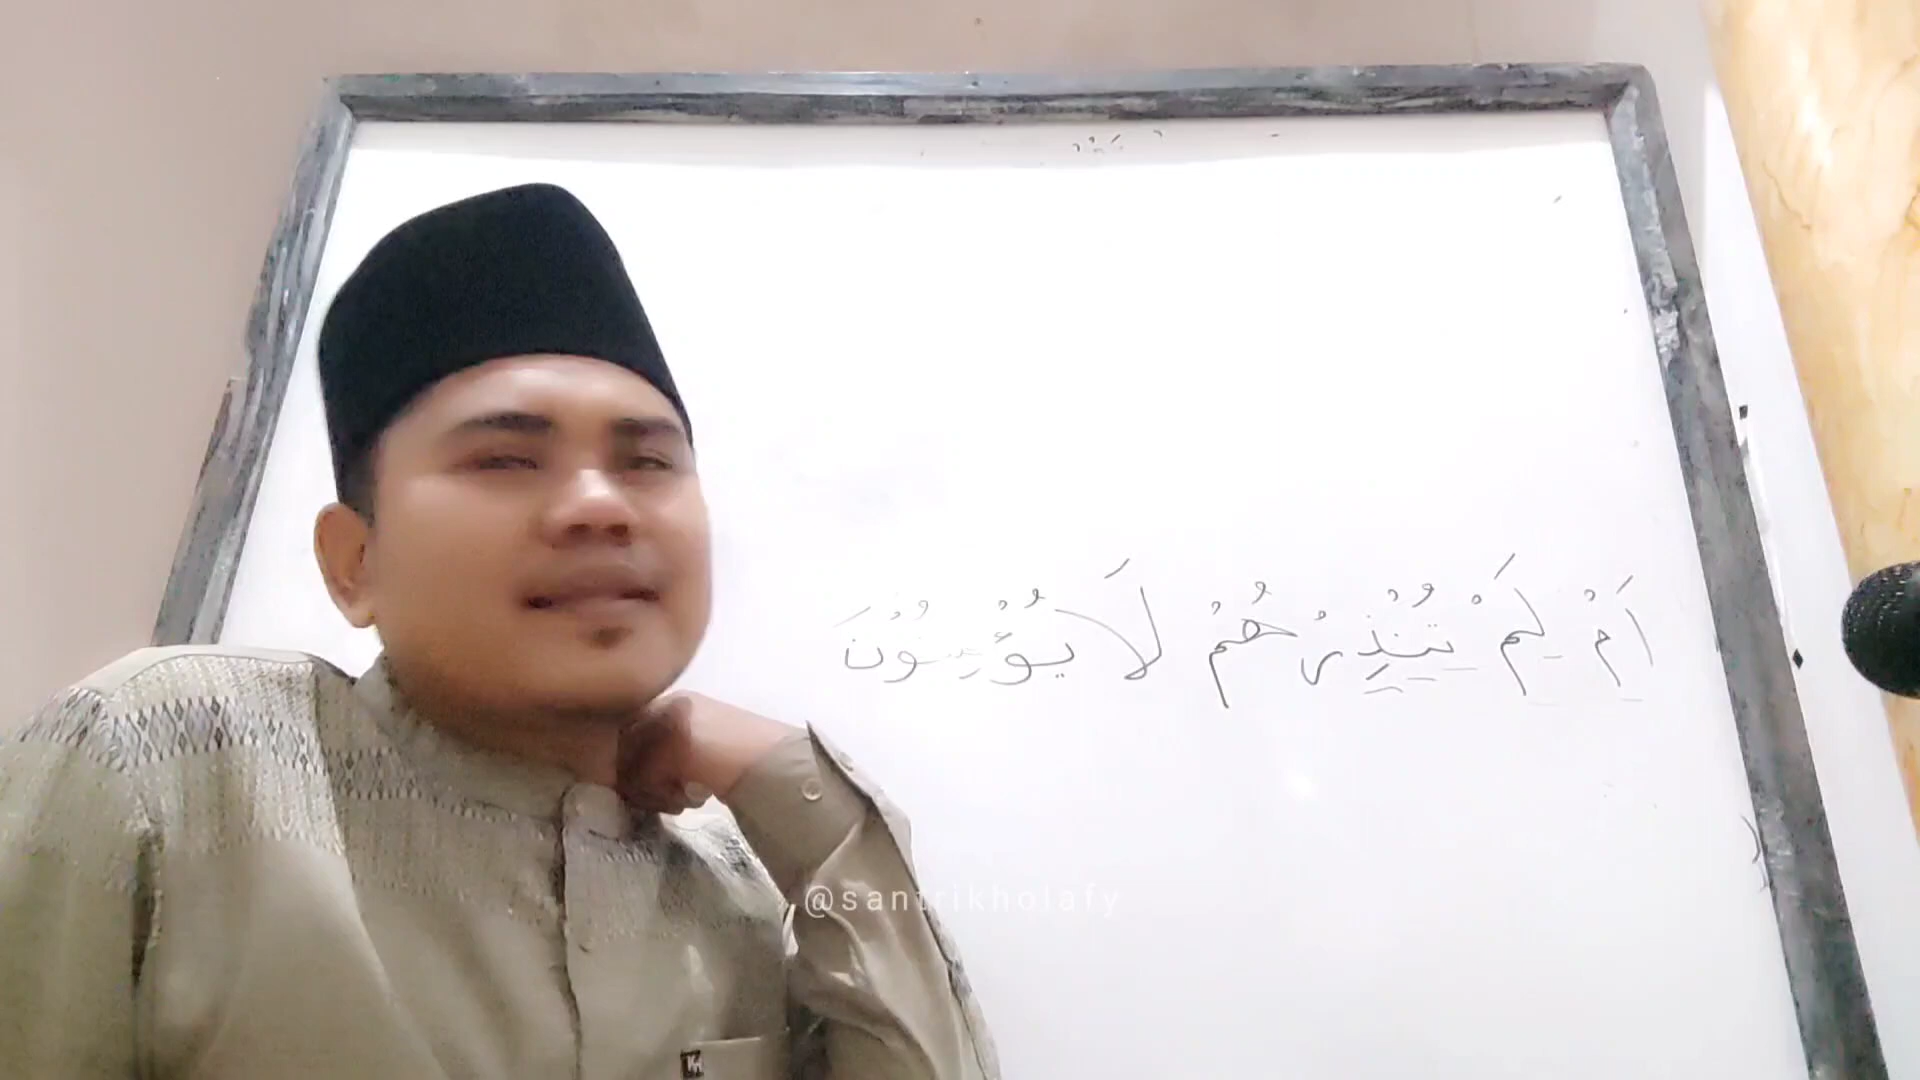 اَمْ لَمْ تُنْذِرْهُمْ لَا يُؤْمِنُوْنَ
@santrikholafy